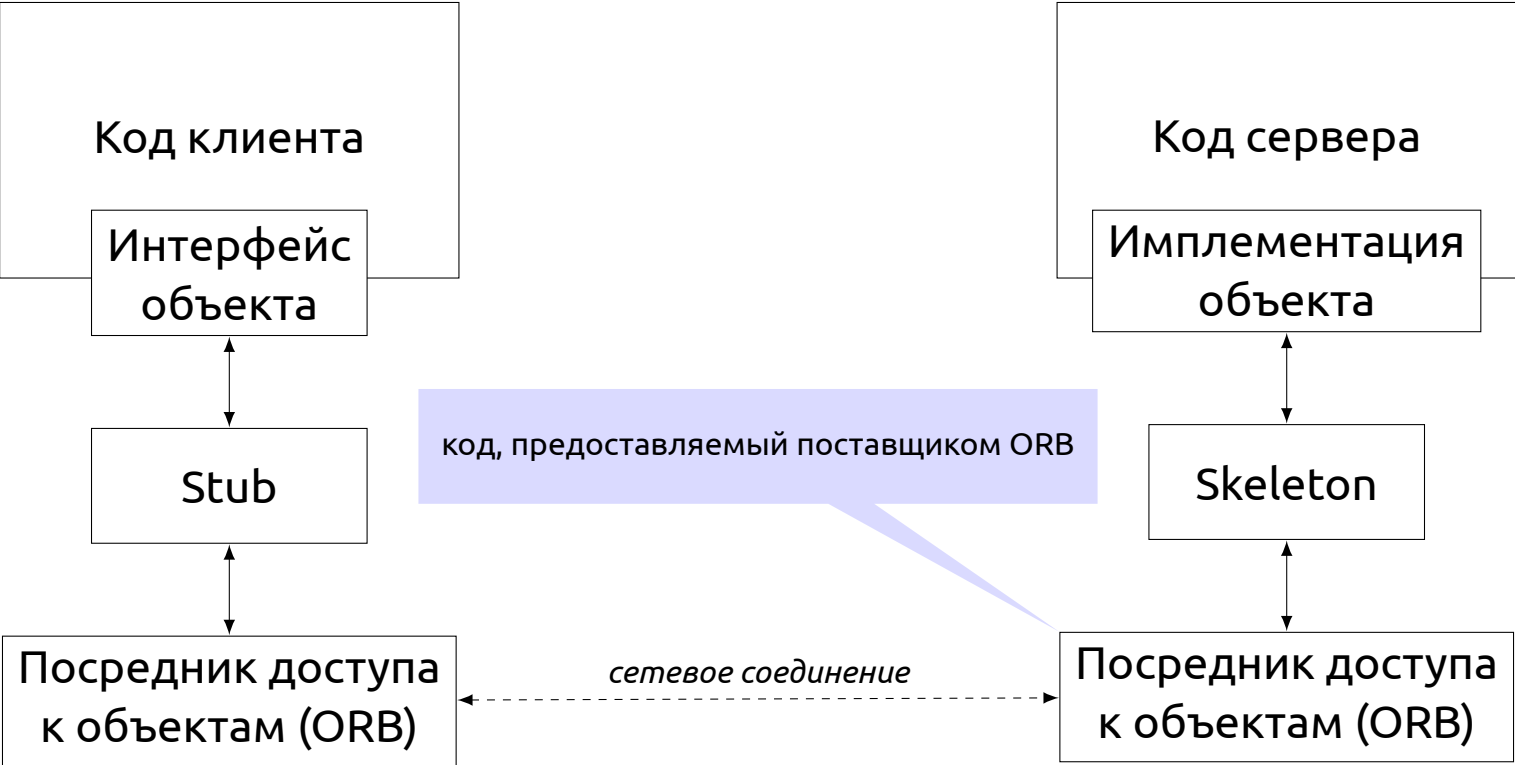 Код клиента
Интерфейс
объекта
Stub
Посредник доступа
к объектам (ORB)
код, предоставляемый поставщиком ORB
сетевое соединение
Код сервера
Имплементация
объекта
Skeleton
Посредник доступа
к объектам (ORB)